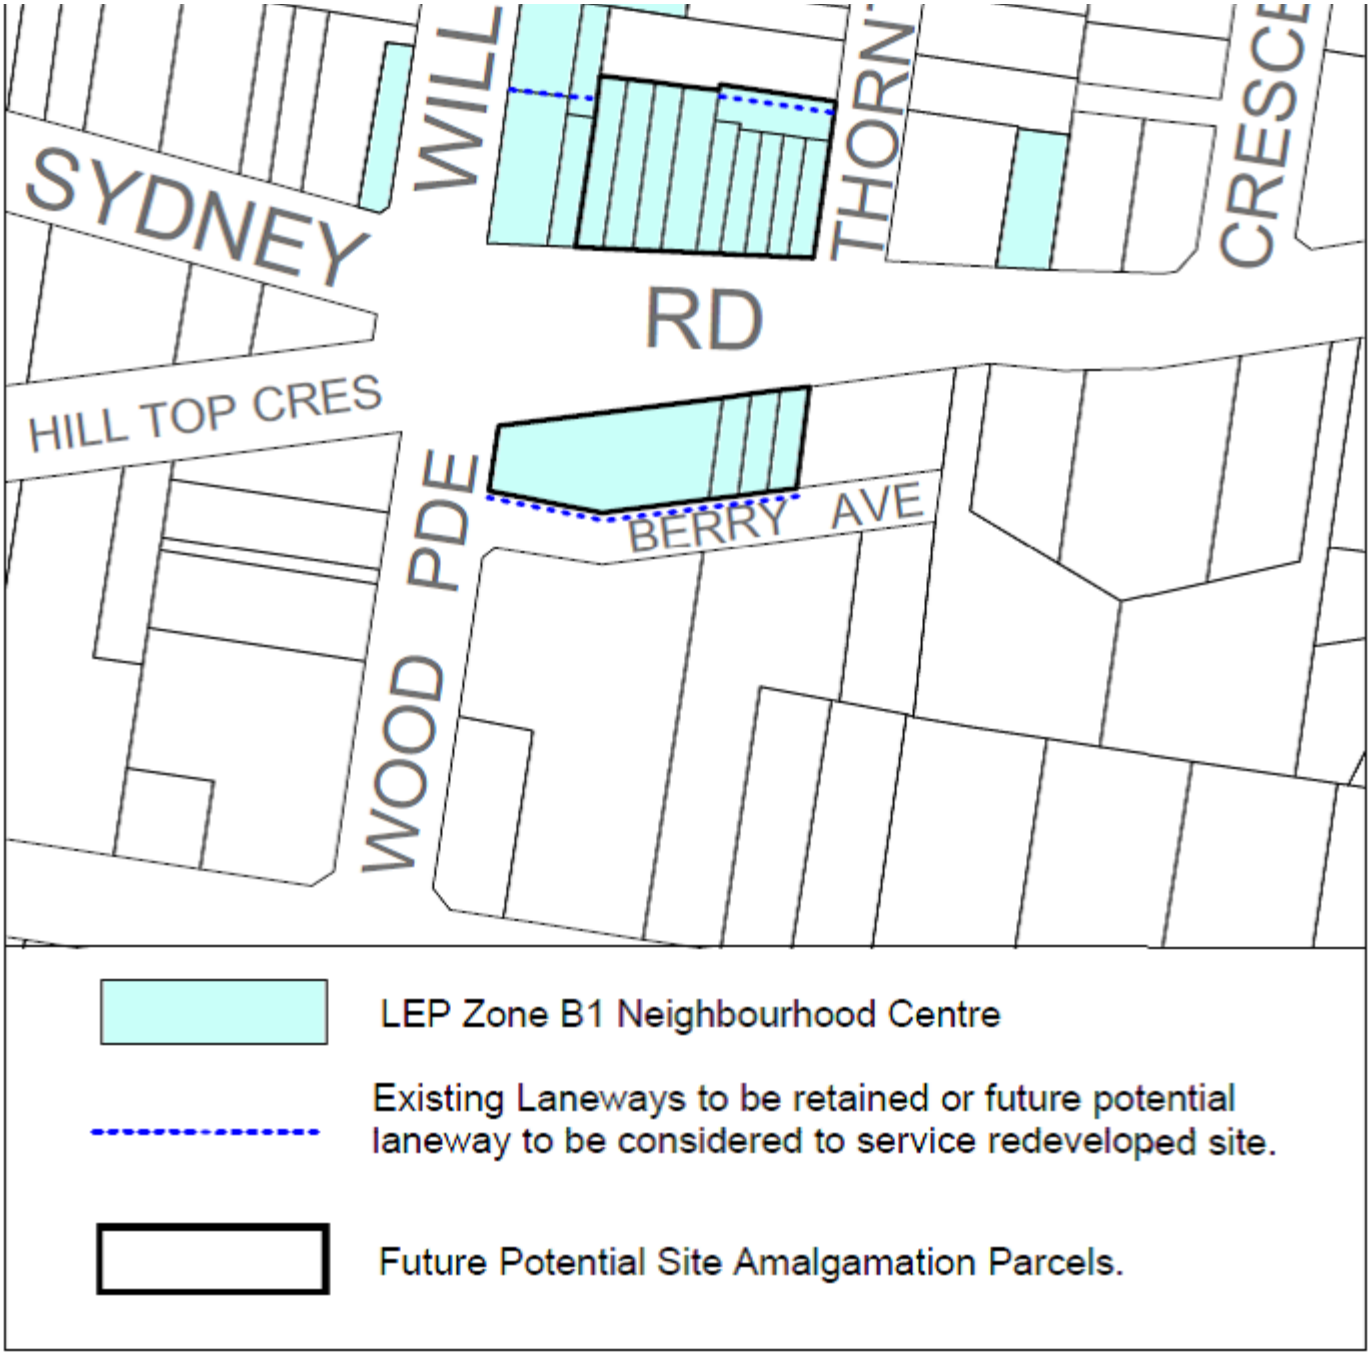 WILL
THORN
CRESCE
SYDNEY
RD
HILL TOP CRES
BERRY AVE
WOOD PDE
LEP Zone B1 Neighbourhood Centre
Existing Laneways to be retained or future potential
laneway to be considered to service redeveloped site.
Future Potential Site Amalgamation Parcels.